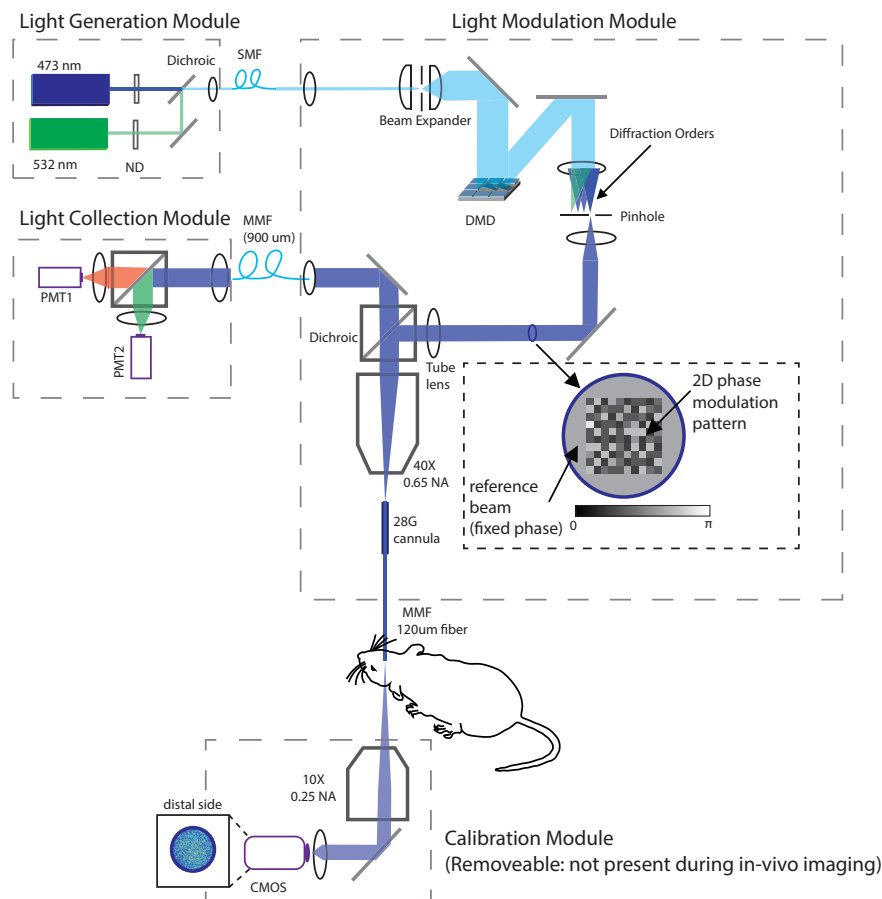 Light Generation Module
473 nm
532 nm
ND
Dichroic
SMF
Light Modulation Module
Beam Expander
DMD
Diffraction Orders
Pinhole
Light Collection Module
MMF
(900 um)
PMT1
PMT2
Dichroic
Tube
lens
40X
0.65 NA
2D phase
modulation
pattern
reference
beam
(fixed phase)
0
π
28G
cannula
MMF
120um fiber
10X
0.25 NA
distal side
CMOS
Calibration Module
(Removeable: not present during in-vivo imaging)